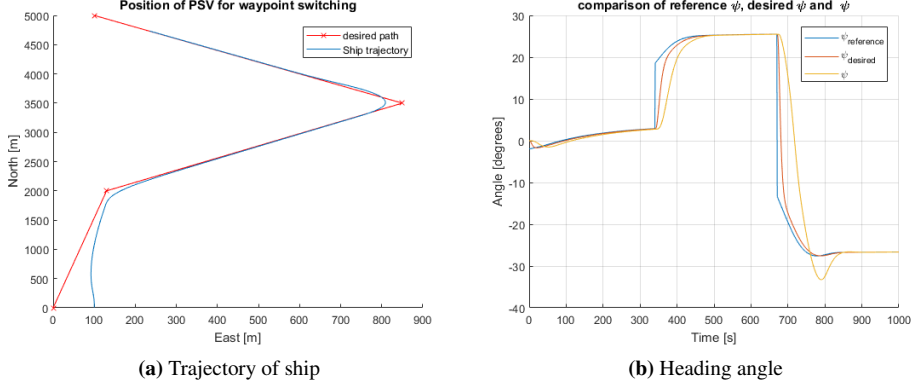 Position of PSV for waypoint switching
desired path
Ship trajectory
5000
4500
4000
3500
3000
2500
2000
1500
1000
500
0
North [m]
0 100 200 300 400 500 600 700 800 900
East [m]
(a) Trajectory of ship
comparison of reference ψ, desired ψ and ψ
ψreference
ψdesired
ψ
30
20
10
0
-10
-20
-30
-40
Angle [degrees]
0 100 200 300 400 500 600 700 800 900 1000
Time [s]
(b) Heading angle